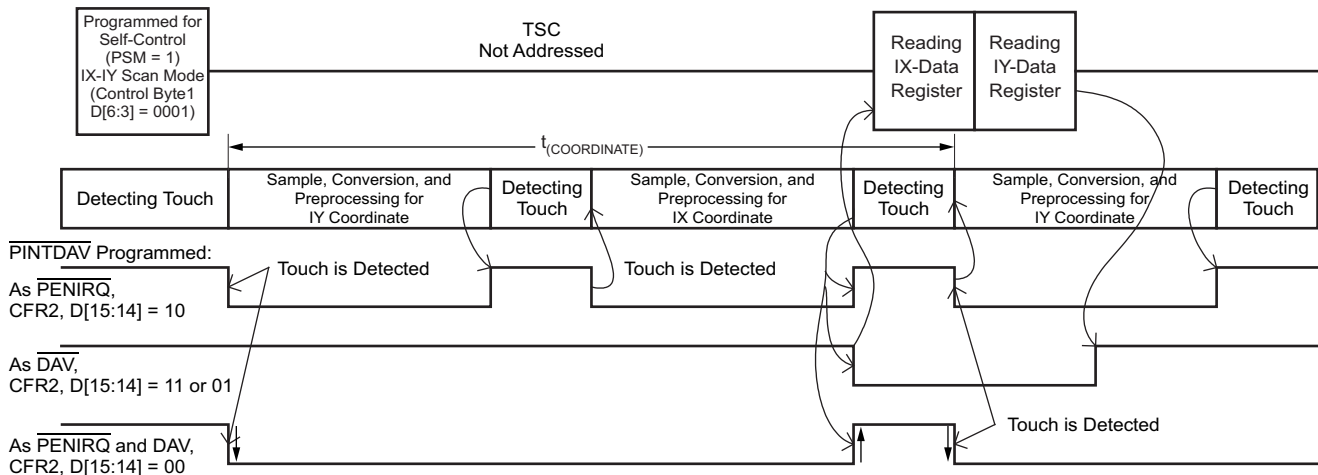 Programmed for
Self-Control
(PSM = 1)
IX-IY Scan Mode
(Control Byte1
D[6:3] = 0001)
TSC
Not Addressed
Reading
IX-Data
Register
Reading
IY-Data
Register
t(COORDINATE)
Detecting Touch
Sample, Conversion, and
Preprocessing for
IY Coordinate
Detecting
Touch
Sample, Conversion, and
Preprocessing for
IX Coordinate
Detecting
Touch
Sample, Conversion, and
Preprocessing for
IY Coordinate
Detecting
Touch
PINTDAV Programmed:
Touch is Detected
Touch is Detected
As PENIRQ,
CFR2, D[15:14] = 10
As DAV,
CFR2, D[15:14] = 11 or 01
Touch is Detected
As PENIRQ and DAV,
CFR2, D[15:14] = 00